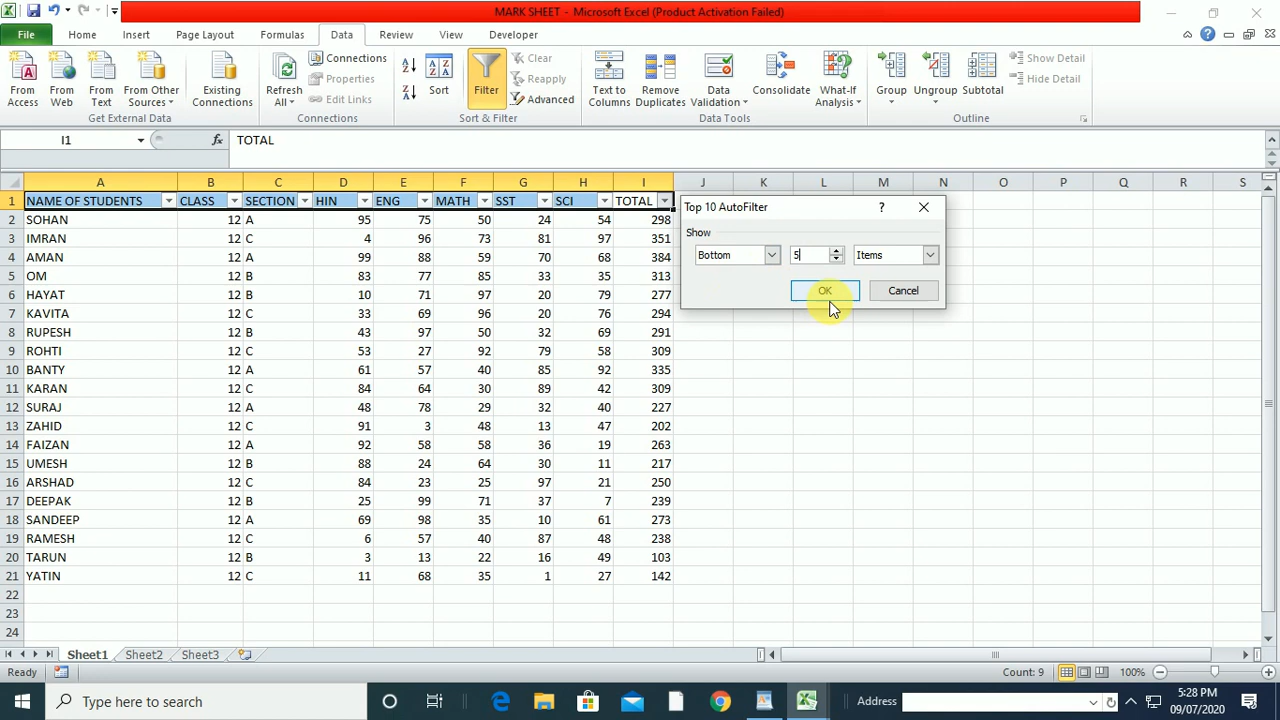 MARK SHEET - Microsoft Excel (Product Activation Failed)
File Home Insert Page Layout Formulas Data Review View Developer
From Access
From Web
From Text
From Other Sources
Existing Connections
Get External Data
Refresh All
Connections
Properties
Edit Links
Connections
Sort
Filter
Clear
Reapply
Advanced
Sort & Filter
Text to Columns
Remove Duplicates
Data Validation
Consolidate
What-If Analysis
Data Tools
Group
Ungroup
Subtotal
Show Detail
Hide Detail
Outline
I1 fx TOTAL
A B C D E F G H I J K L M N O P Q R S
1 NAME OF STUDENTS CLASS SECTION HIN ENG MATH SST SCI TOTAL
2 SOHAN 12 A 95 75 50 24 54 298
3 IMRAN 12 C 4 96 73 81 97 351
4 AMAN 12 A 99 88 59 70 68 384
5 OM 12 B 83 77 85 33 35 313
6 HAYAT 12 B 10 71 97 20 79 277
7 KAVITA 12 C 33 69 96 20 76 294
8 RUPESH 12 B 43 97 50 32 69 291
9 ROHTI 12 C 53 27 92 79 58 309
10 BANTY 12 A 61 57 40 85 92 335
11 KARAN 12 C 84 64 30 89 42 309
12 SURAJ 12 A 48 78 29 32 40 227
13 ZAHID 12 C 91 3 48 13 47 202
14 FAIZAN 12 A 92 58 58 36 19 263
15 UMESH 12 B 88 24 64 30 11 217
16 ARSHAD 12 C 84 23 25 97 21 250
17 DEEPAK 12 B 25 99 71 37 7 239
18 SANDEEP 12 A 69 98 35 10 61 273
19 RAMESH 12 C 6 57 40 87 48 238
20 TARUN 12 B 3 13 22 16 49 103
21 YATIN 12 C 11 68 35 1 27 142
22
23
24
Top 10 AutoFilter ?
Show
Bottom 5 Items
OK Cancel
Sheet1 Sheet2 Sheet3
Ready Count: 9 100%
Type here to search
Address
5:28 PM
09/07/2020